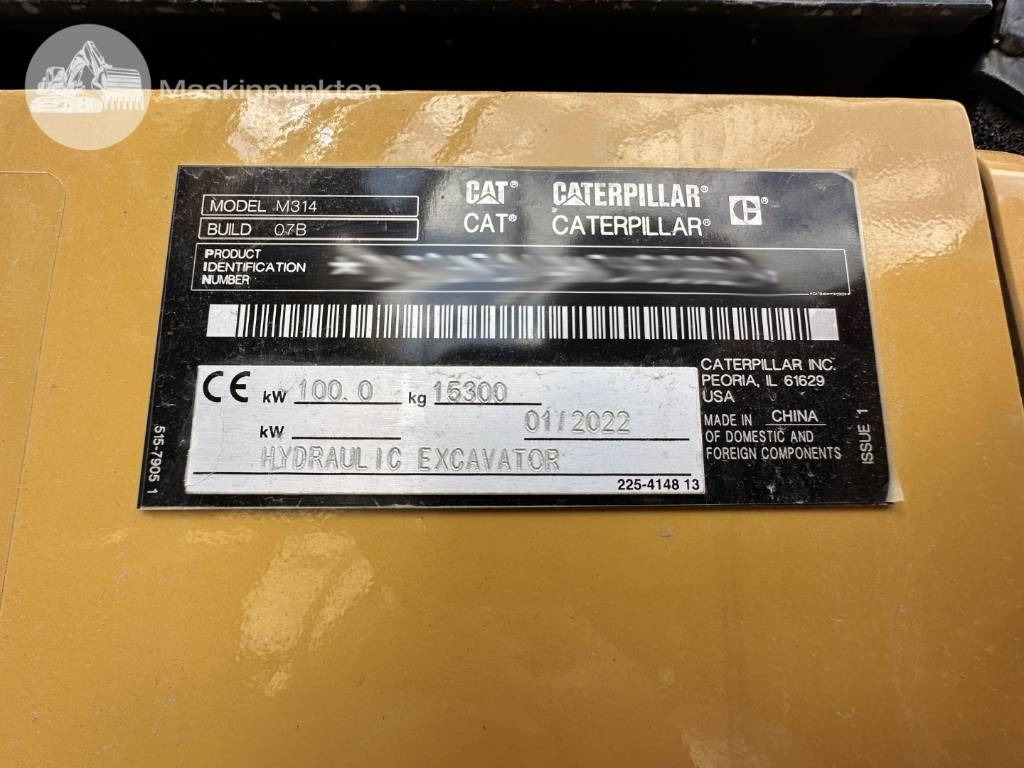 Maskinpunkten
MODEL M314
BUILD 07B
CAT® CATERPILLAR®
CAT® CATERPILLAR®
PRODUCT
IDENTIFICATION
NUMBER
CE kW 100.0 kg 15300
kW 01/2022
HYDRAULIC EXCAVATOR
225-4148 13
CATERPILLAR INC.
PEORIA, IL 61629
USA
MADE IN CHINA
OF DOMESTIC AND
FOREIGN COMPONENTS
ISSUE 1
515-7905 1